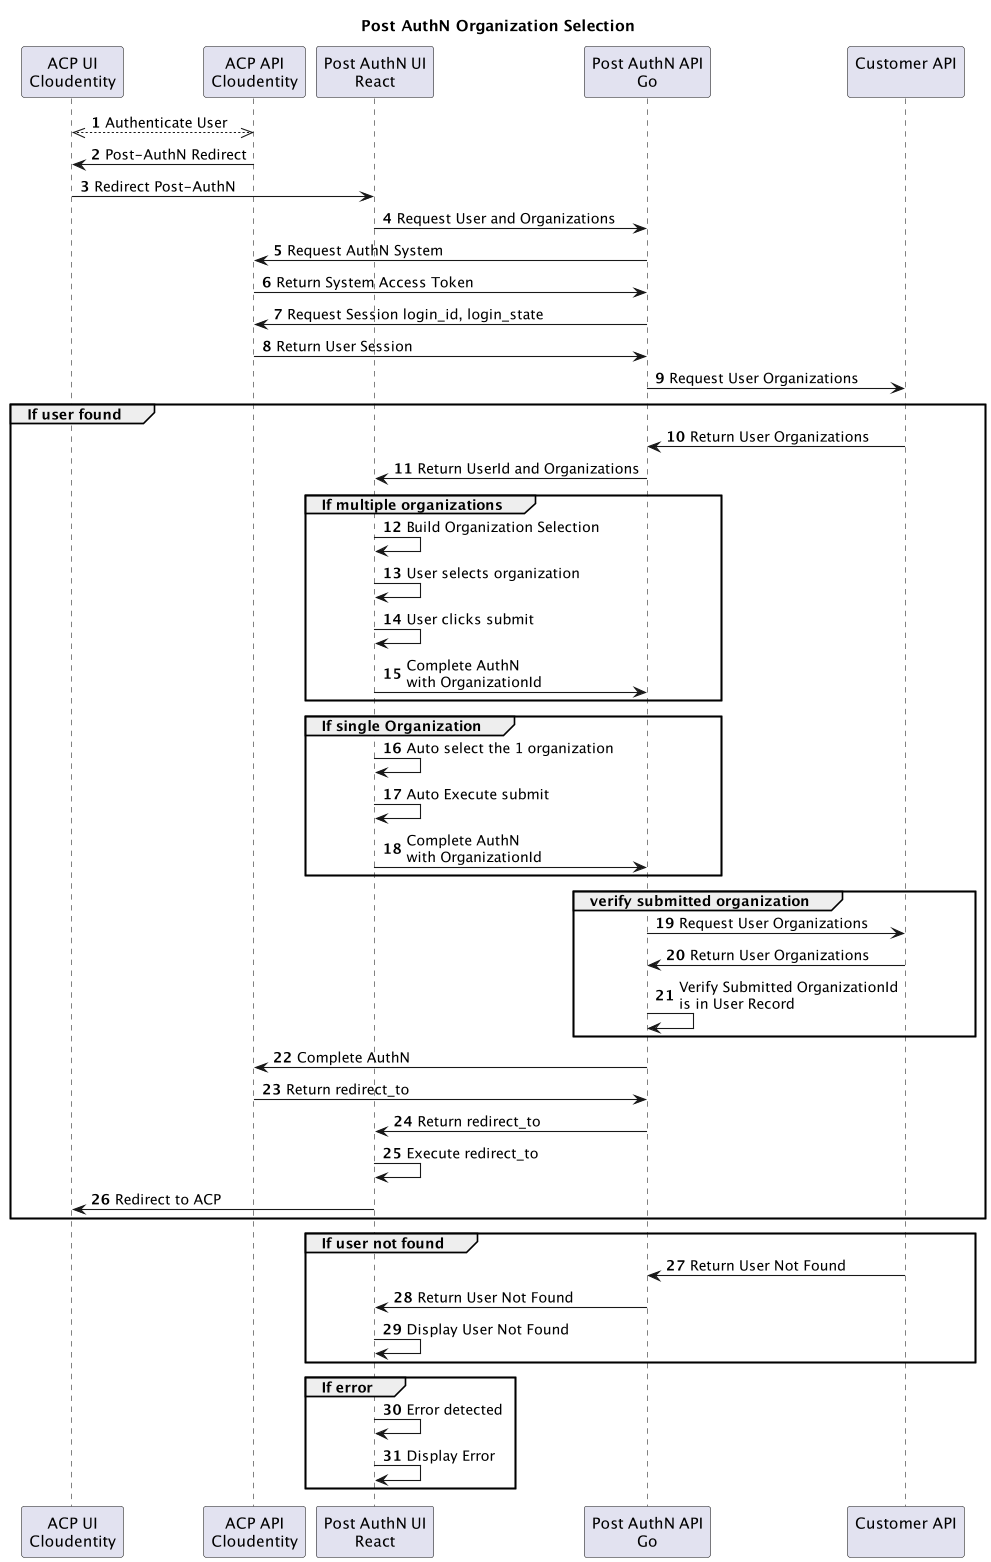 Post AuthN Organization Selection
ACP UI
Cloudentity
ACP API
Cloudentity
Post AuthN UI
React
Post AuthN API
Go
Customer API
1 Authenticate User
2 Post-AuthN Redirect
3 Redirect Post-AuthN
4 Request User and Organizations
5 Request AuthN System
6 Return System Access Token
7 Request Session login_id, login_state
8 Return User Session
9 Request User Organizations
If user found
10 Return User Organizations
11 Return UserId and Organizations
If multiple organizations
12 Build Organization Selection
13 User selects organization
14 User clicks submit
15 Complete AuthN
with OrganizationId
If single Organization
16 Auto select the 1 organization
17 Auto Execute submit
18 Complete AuthN
with OrganizationId
verify submitted organization
19 Request User Organizations
20 Return User Organizations
21 Verify Submitted OrganizationId
is in User Record
22 Complete AuthN
23 Return redirect_to
24 Return redirect_to
25 Execute redirect_to
26 Redirect to ACP
If user not found
27 Return User Not Found
28 Return User Not Found
29 Display User Not Found
If error
30 Error detected
31 Display Error
ACP UI
Cloudentity
ACP API
Cloudentity
Post AuthN UI
React
Post AuthN API
Go
Customer API